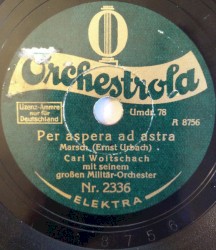 Orchestrola
Lizenz-Ammre
nur für
Deutschland
Umdr. 78
A 8756
Per aspera ad astra
Marsch (Ernst Urbach)
Carl Woitschach
mit seinem
großen Militär-Orchester
Nr. 2336
ELEKTRA